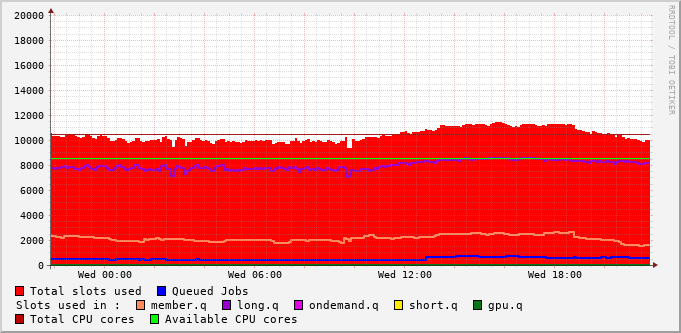 20000
18000
16000
14000
12000
10000
8000
6000
4000
2000
0
Wed 00:00 Wed 06:00 Wed 12:00 Wed 18:00
Total slots used Queued Jobs
Slots used in : member.q long.q ondemand.q short.q gpu.q
Total CPU cores Available CPU cores
RRDTOOL / TOBI OETIKER